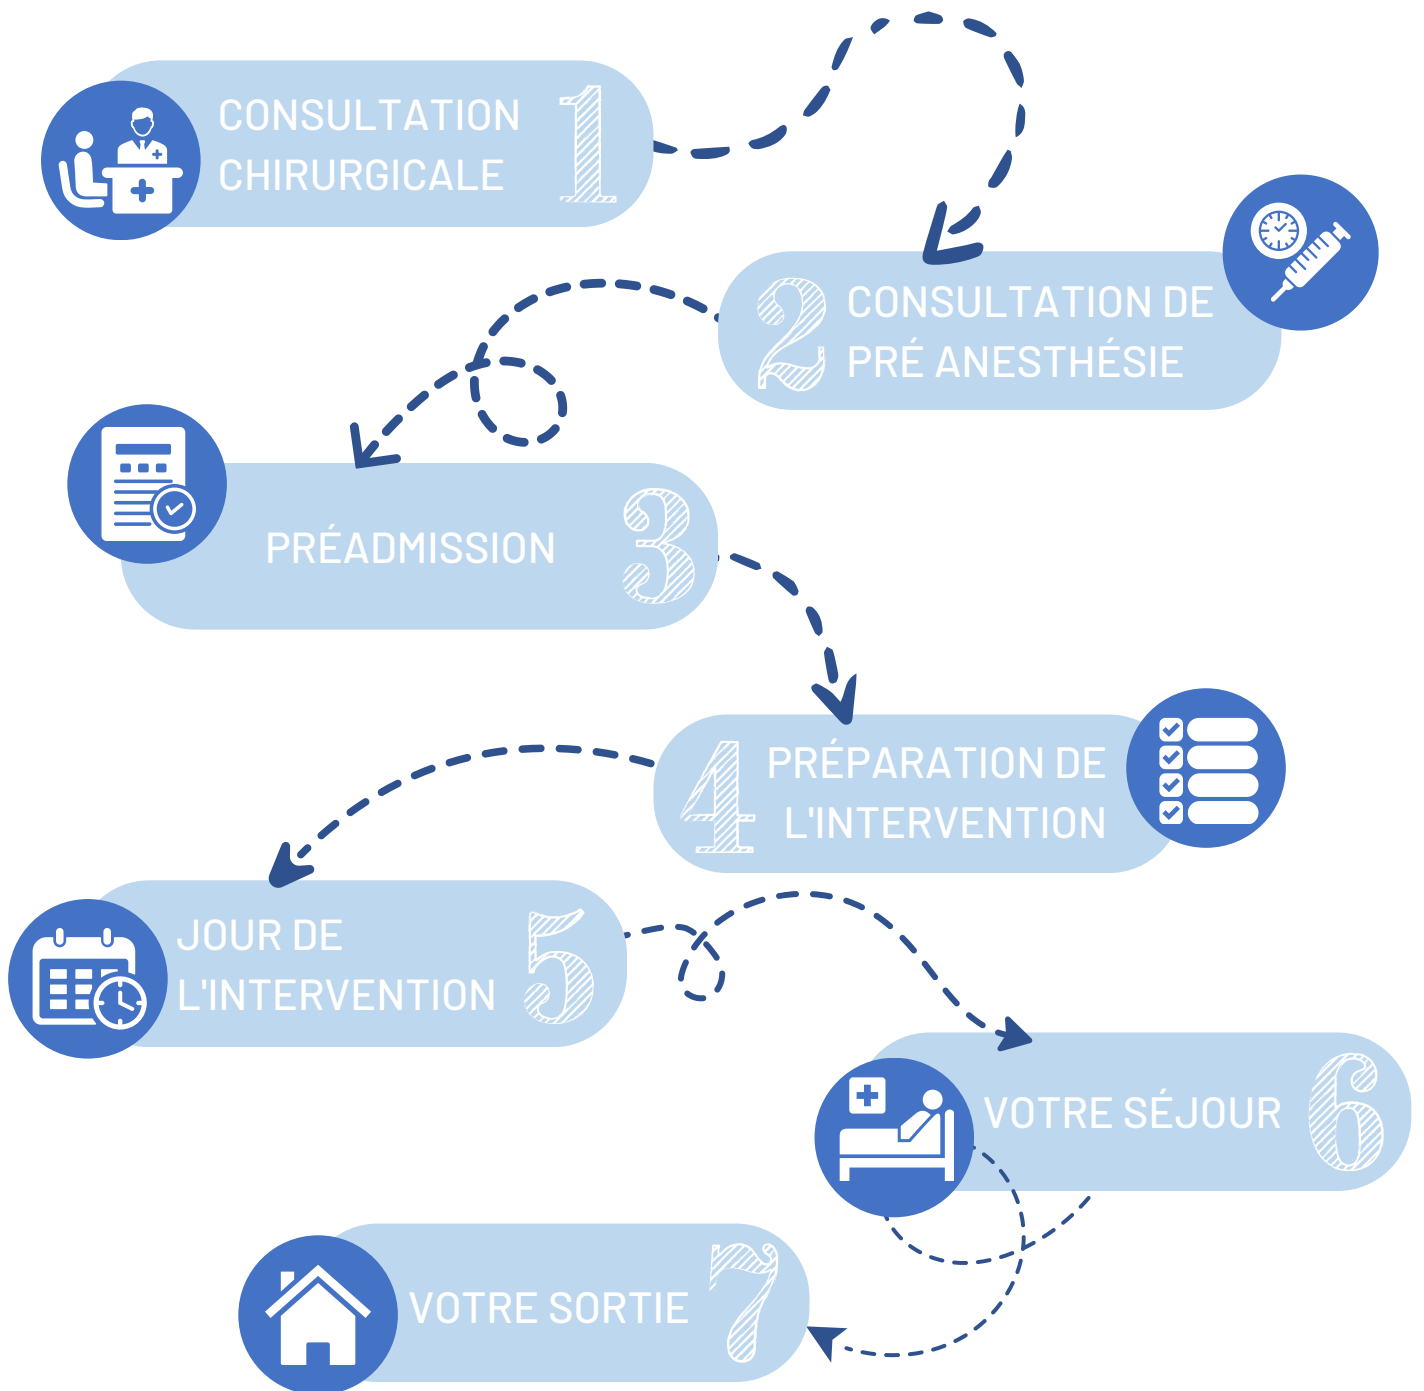 CONSULTATION
CHIRURGICALE
1
2
CONSULTATION DE
PRÉ ANESTHÉSIE
PRÉADMISSION
3
4
PRÉPARATION DE
L'INTERVENTION
JOUR DE
L'INTERVENTION
5
VOTRE SÉJOUR
6
VOTRE SORTIE
7